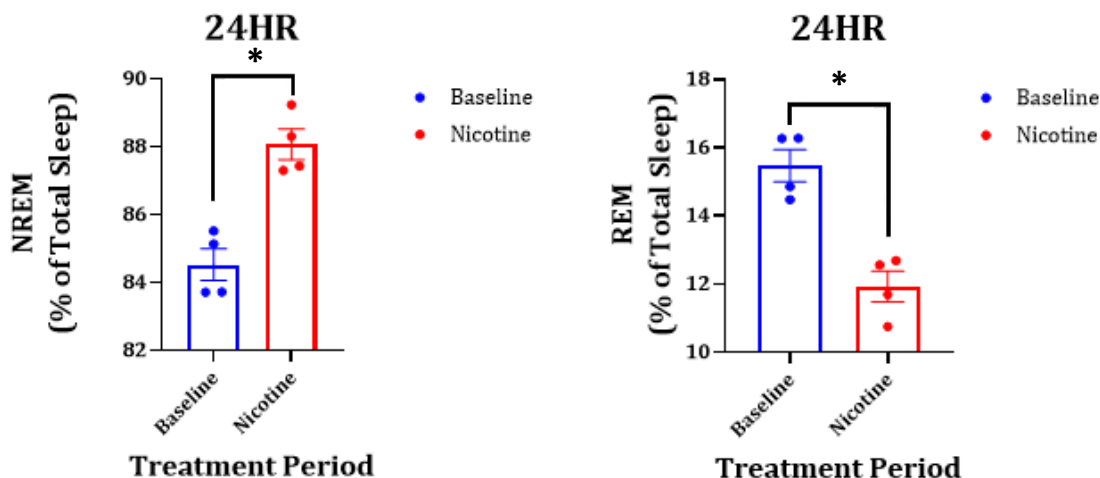 24HR
*
NREM
(% of Total Sleep)
90
88
86
84
82
Baseline
Nicotine
Baseline
Nicotine
Treatment Period
24HR
*
REM
(% of Total Sleep)
18
16
14
12
10
Baseline
Nicotine
Baseline
Nicotine
Treatment Period